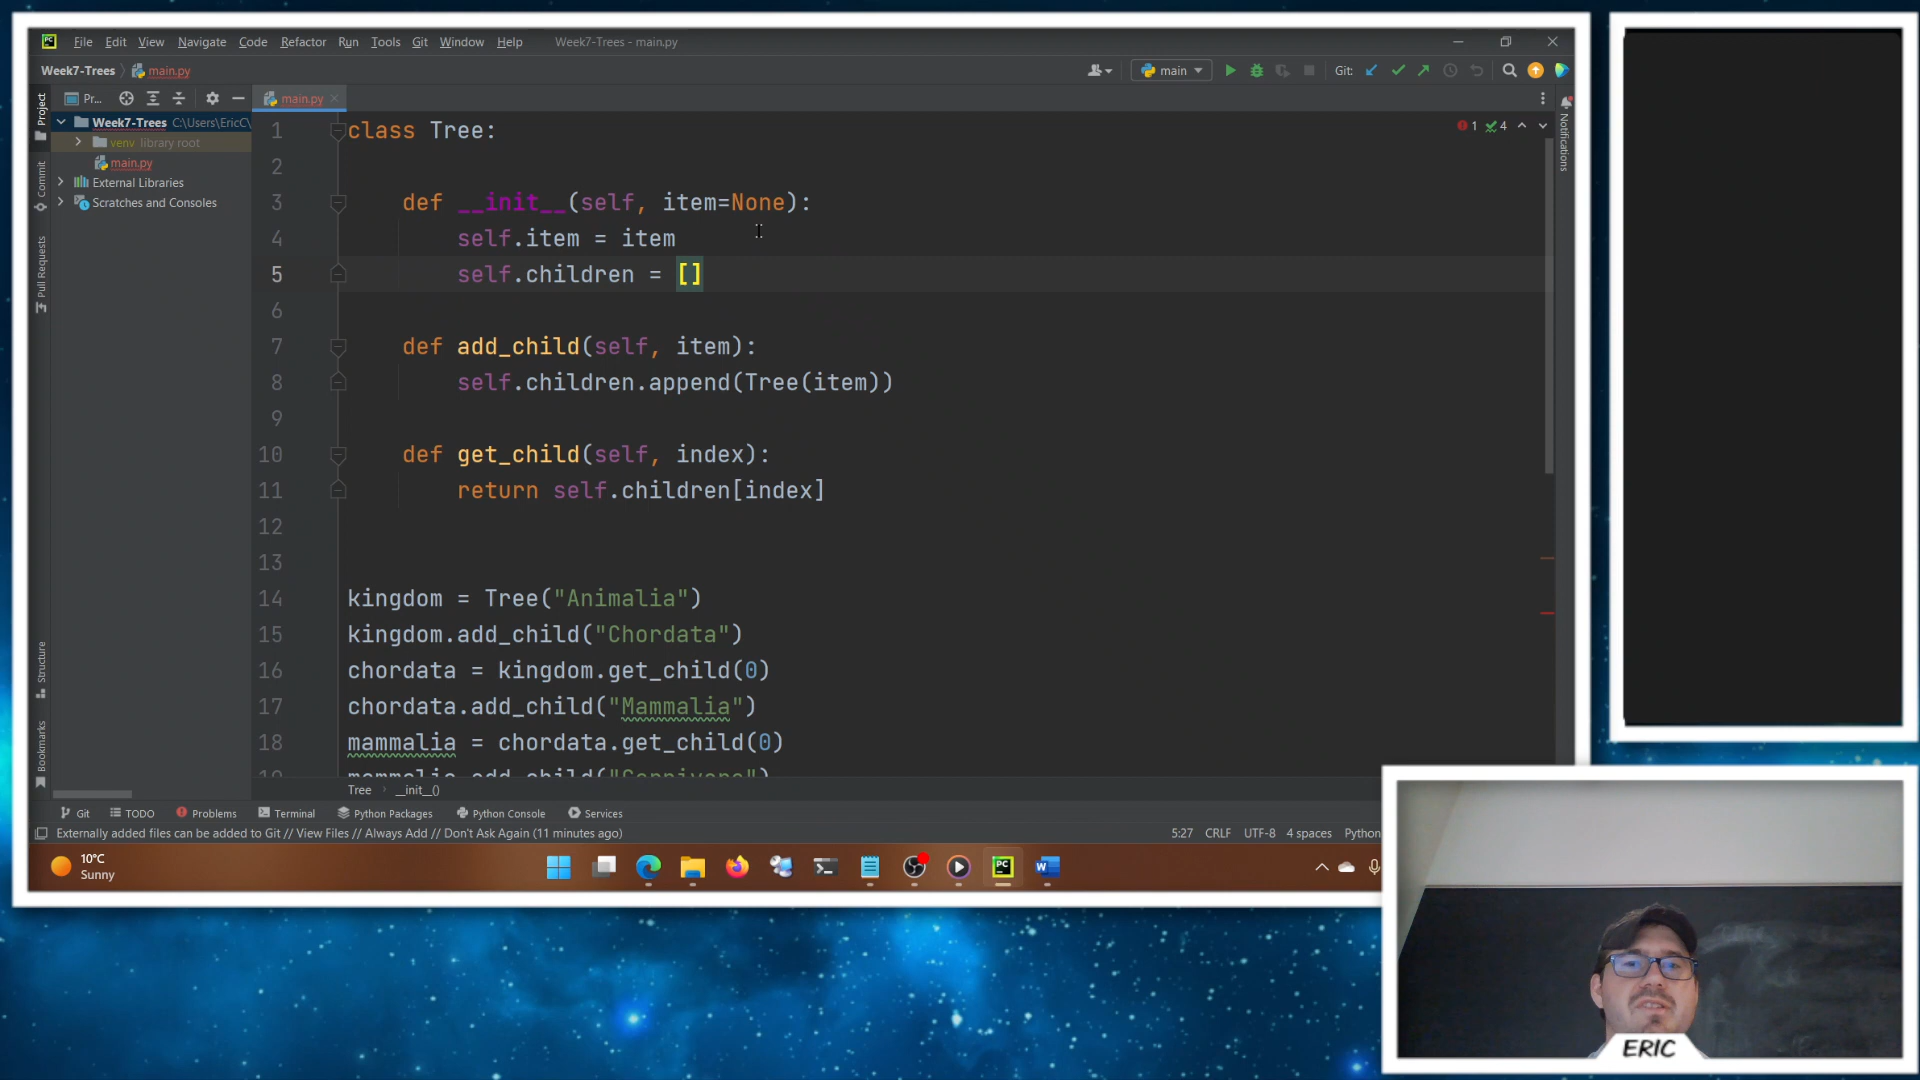 PC File Edit View Navigate Code Refactor Run Tools Git Window Help Week7-Trees - main.py
Week7-Trees main.py main Git:
Pr... main.py
Project
Week7-Trees C:\Users\EricC\
venv library root
main.py
External Libraries
Scratches and Consoles
Commit
Pull Requests
Structure
Bookmarks
Notifications
1 4
1 class Tree:
2
3 def __init__(self, item=None):
4 self.item = item
5 self.children = []
6
7 def add_child(self, item):
8 self.children.append(Tree(item))
9
10 def get_child(self, index):
11 return self.children[index]
12
13
14 kingdom = Tree("Animalia")
15 kingdom.add_child("Chordata")
16 chordata = kingdom.get_child(0)
17 chordata.add_child("Mammalia")
18 mammalia = chordata.get_child(0)
19 mammalia.add_child("Carnivora")
Tree __init__()
Git TODO Problems Terminal Python Packages Python Console Services
Externally added files can be added to Git // View Files // Always Add // Don't Ask Again (11 minutes ago) 5:27 CRLF UTF-8 4 spaces Python
10°C
Sunny
PC W
ERIC